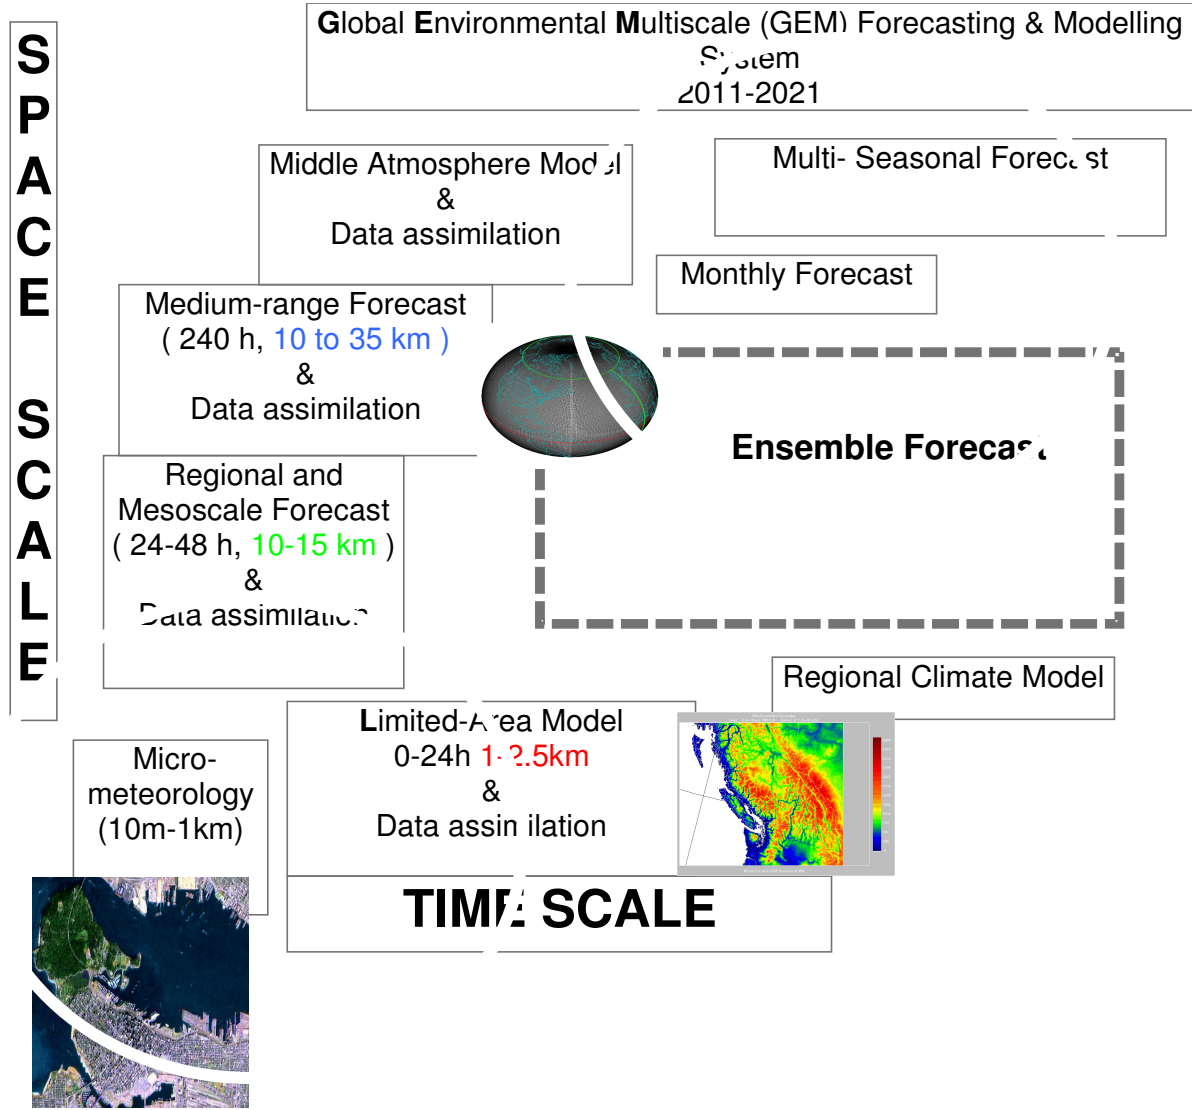 Global Environmental Multiscale (GEM) Forecasting & Modelling
System
2011-2021
SPACE SCALE
Middle Atmosphere Model
&
Data assimilation
Multi- Seasonal Forecast
Monthly Forecast
Medium-range Forecast
( 240 h, 10 to 35 km )
&
Data assimilation
Ensemble Forecast
Regional and
Mesoscale Forecast
( 24-48 h, 10-15 km )
&
Data assimilation
Regional Climate Model
Limited-Area Model
0-24h 1-2.5km
&
Data assimilation
Micro-
meteorology
(10m-1km)
TIME SCALE